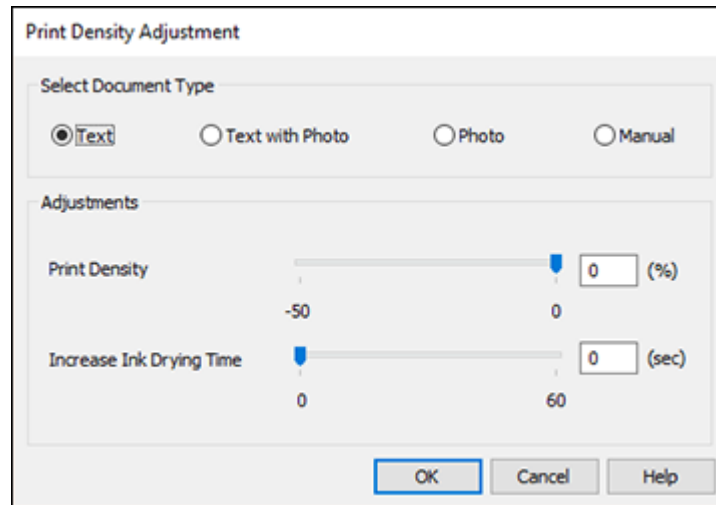 Print Density Adjustment
Select Document Type
Text Text with Photo Photo Manual
Adjustments
Print Density 0 (%)
-50 0
Increase Ink Drying Time 0 (sec)
0 60
OK Cancel Help